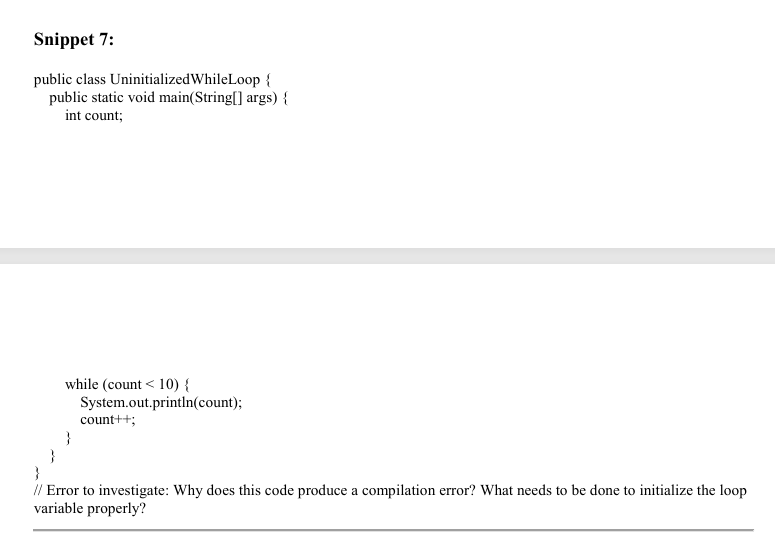 Snippet 7:
public class UninitializedWhileLoop {
public static void main(String[] args) {
int count;
while (count < 10) {
System.out.println(count);
count++;
}
}
}
// Error to investigate: Why does this code produce a compilation error? What needs to be done to initialize the loop
variable properly?